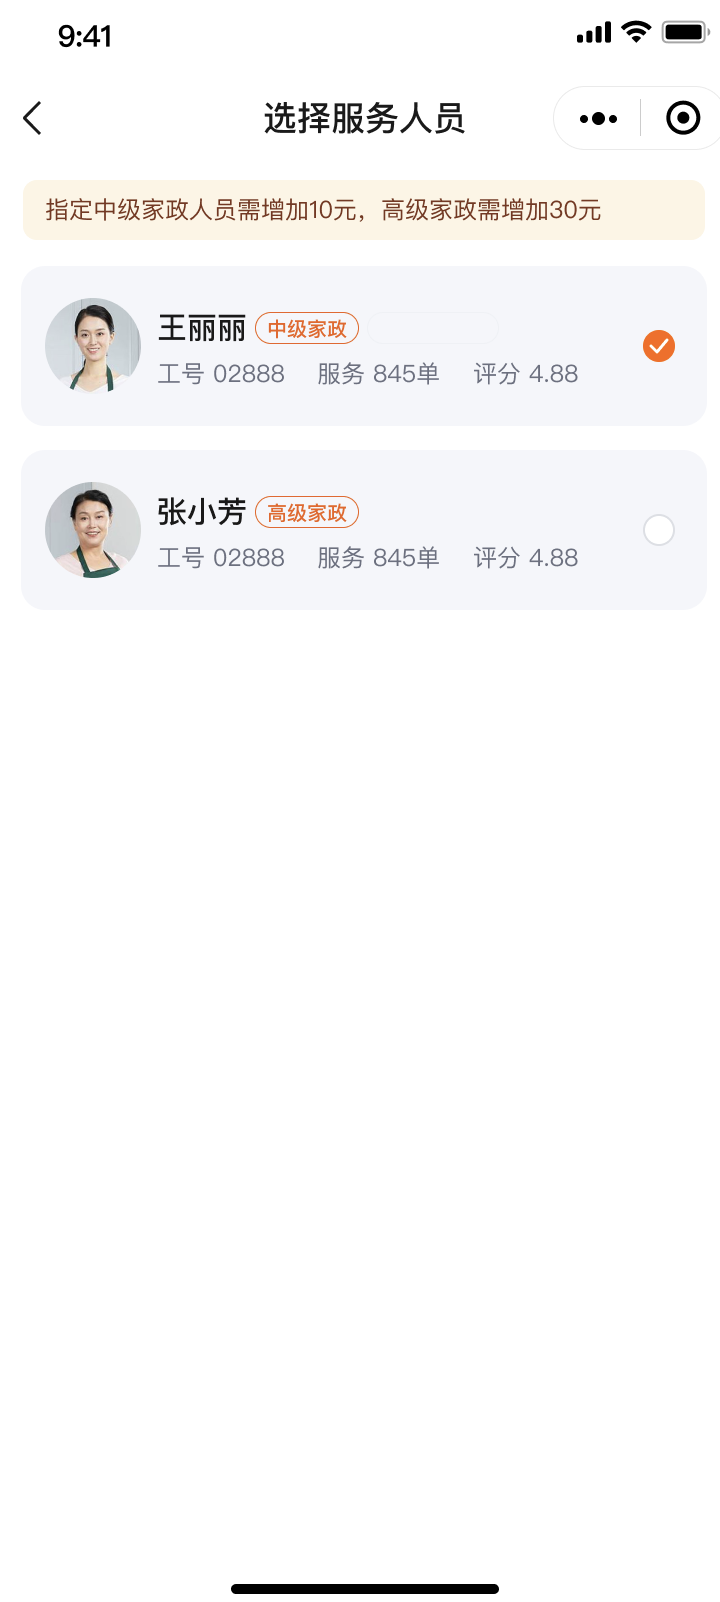 9:41
选择服务人员
指定中级家政人员需增加10元，高级家政需增加30元
王丽丽 中级家政
工号 02888 服务 845单 评分 4.88
张小芳 高级家政
工号 02888 服务 845单 评分 4.88